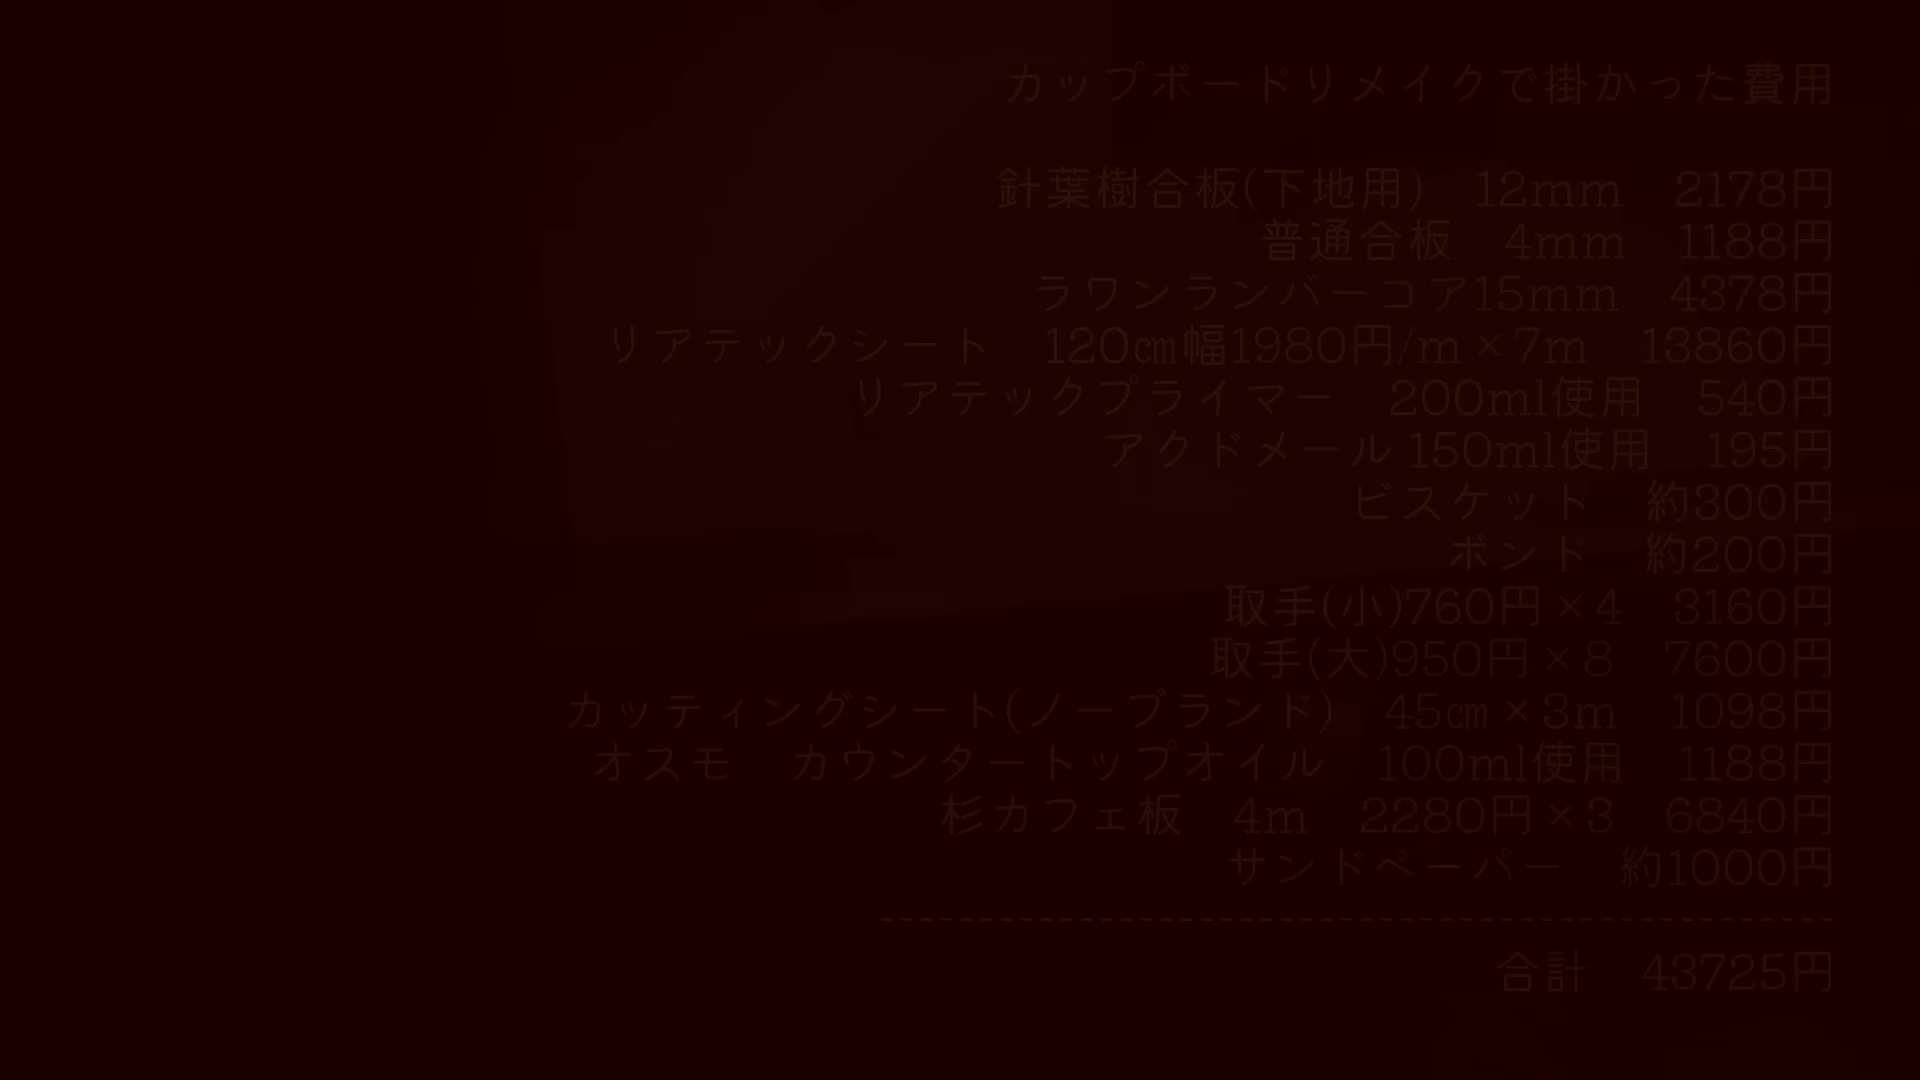 カップボードリメイクで掛かった費用
針葉樹合板(下地用)　12mm　2178円
普通合板　4mm　1188円
ラワンランバーコア15mm　4378円
リアテックシート　120㎝幅1980円/m×7m　13860円
リアテックプライマー　200ml使用　540円
アクドメール 150ml使用　195円
ビスケット　約300円
ボンド　約200円
取手(小)760円×4　3160円
取手(大)950円×8　7600円
カッティングシート(ノーブランド)　45㎝×3m　1098円
オスモ　カウンタートップオイル　100ml使用　1188円
杉カフェ板　4m　2280円×3　6840円
サンドペーパー　約1000円
-----------------------------------------------
合計　43725円